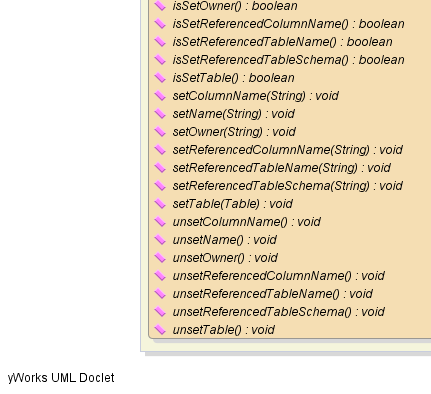 isSetOwner() : boolean
isSetReferencedColumnName() : boolean
isSetReferencedTableName() : boolean
isSetReferencedTableSchema() : boolean
isSetTable() : boolean
setColumnName(String) : void
setName(String) : void
setOwner(String) : void
setReferencedColumnName(String) : void
setReferencedTableName(String) : void
setReferencedTableSchema(String) : void
setTable(Table) : void
unsetColumnName() : void
unsetName() : void
unsetOwner() : void
unsetReferencedColumnName() : void
unsetReferencedTableName() : void
unsetReferencedTableSchema() : void
unsetTable() : void
yWorks UML Doclet